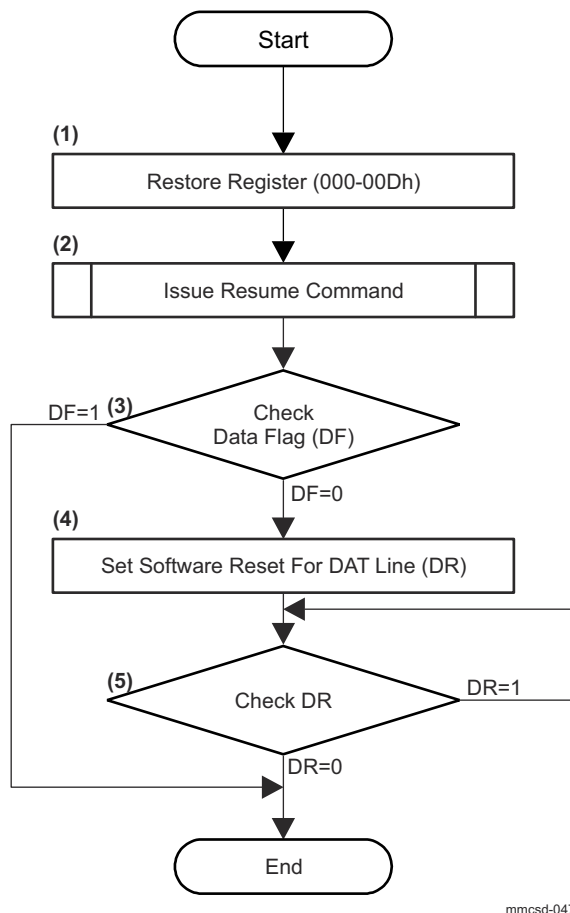 Start
(1)
Restore Register (000-00Dh)
(2)
Issue Resume Command
DF=1
(3)
Check
Data Flag (DF)
DF=0
(4)
Set Software Reset For DAT Line (DR)
(5)
Check DR
DR=1
DR=0
End